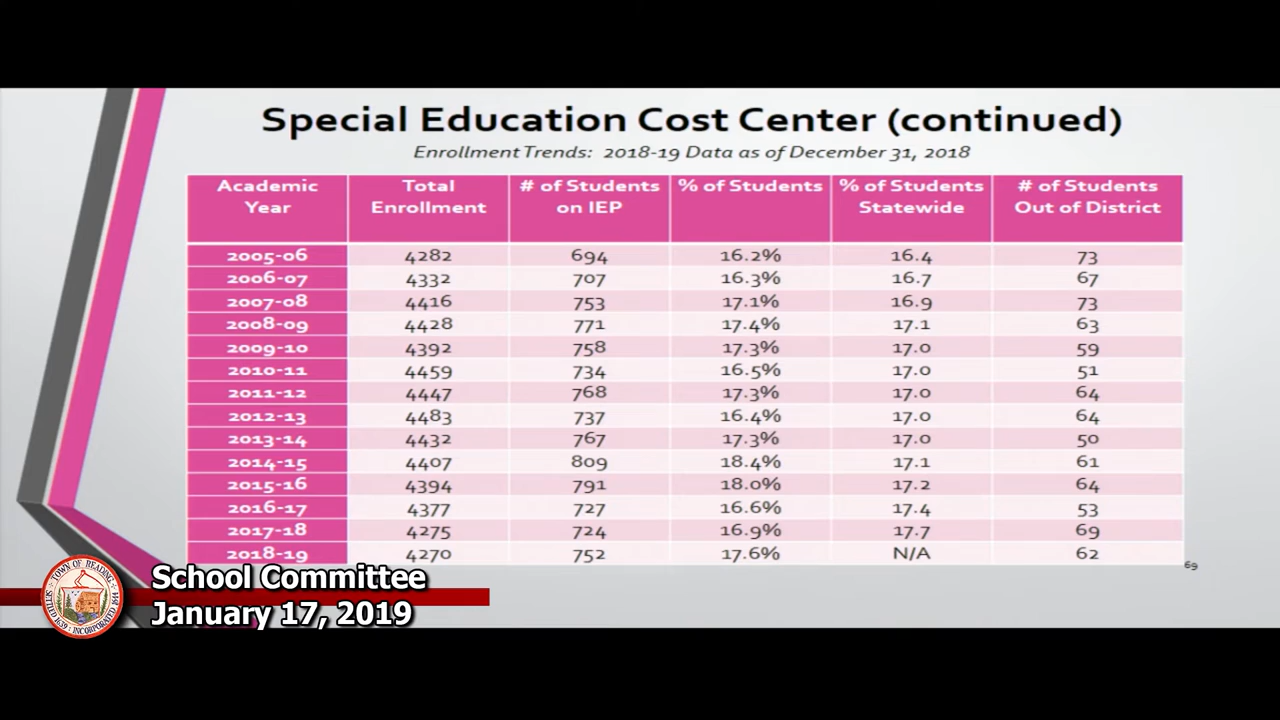 Special Education Cost Center (continued)
Enrollment Trends: 2018-19 Data as of December 31, 2018
Academic Year Total Enrollment # of Students on IEP % of Students % of Students Statewide # of Students Out of District
2005-06 4282 694 16.2% 16.4 73
2006-07 4332 707 16.3% 16.7 67
2007-08 4416 753 17.1% 16.9 73
2008-09 4428 771 17.4% 17.1 63
2009-10 4392 758 17.3% 17.0 59
2010-11 4459 734 16.5% 17.0 51
2011-12 4447 768 17.3% 17.0 64
2012-13 4483 737 16.4% 17.0 64
2013-14 4432 767 17.3% 17.0 50
2014-15 4407 809 18.4% 17.1 61
2015-16 4394 791 18.0% 17.2 64
2016-17 4377 727 16.6% 17.4 53
2017-18 4275 724 16.9% 17.7 69
2018-19 4270 752 17.6% N/A 62
69
TOWN OF READING
SETTLED 1639
INCORPORATED 1644
School Committee
January 17, 2019